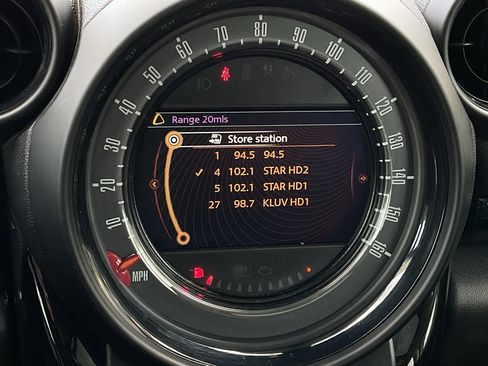 10 20 30 40 50 60 70 80 90 100 110 120 130 140 150 160
Range 20mls
Store station
1 94.5 94.5
4 102.1 STAR HD2
5 102.1 STAR HD1
27 98.7 KLUV HD1
MPH